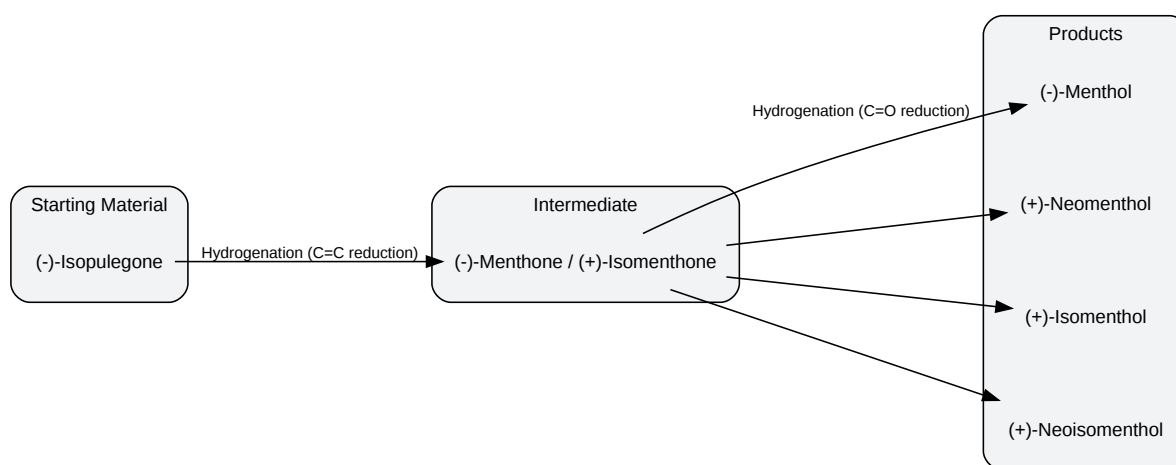 Starting Material
(-)-Isopulegone
Hydrogenation (C=C reduction)
Intermediate
(-)-Menthone / (+)-Isomenthone
Hydrogenation (C=O reduction)
Products
(-)-Menthol
(+)-Neomenthol
(+)-Isomenthol
(+)-Neoisomenthol